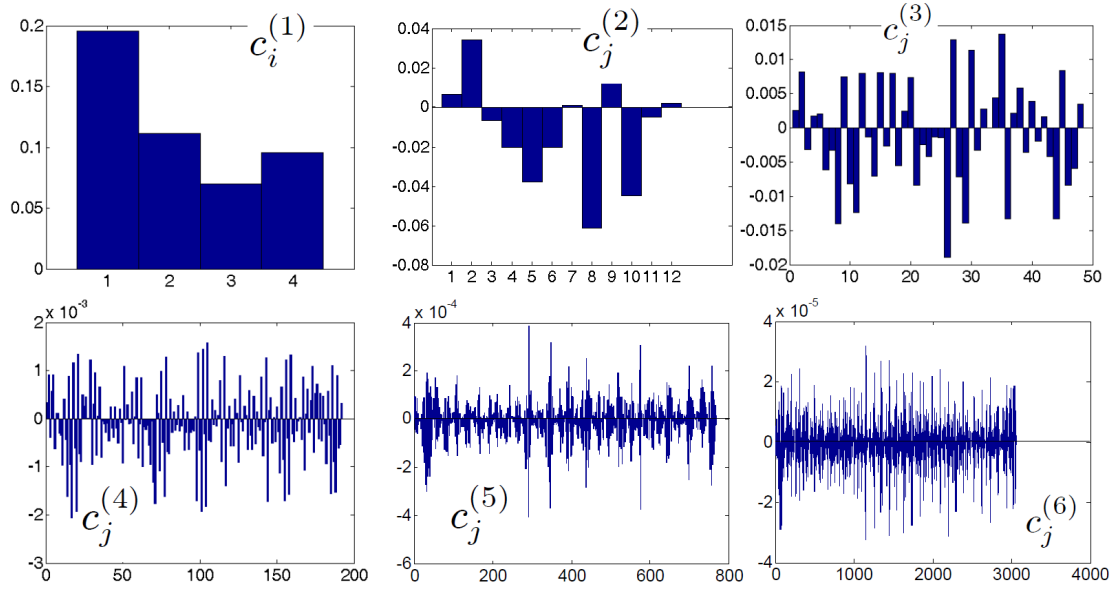 c_i^{(1)}
0.2
0.15
0.1
0.05
0
1 2 3 4
c_j^{(2)}
0.04
0.02
0
-0.02
-0.04
-0.06
-0.08
1 2 3 4 5 6 7 8 9 10 11 12
c_j^{(3)}
0.015
0.01
0.005
0
-0.005
-0.01
-0.015
-0.02
0 10 20 30 40 50
x 10^{-3}
2
1
0
-1
-2
-3
c_j^{(4)}
0 50 100 150 200
x 10^{-4}
4
2
0
-2
-4
-6
c_j^{(5)}
0 200 400 600 800
x 10^{-5}
4
2
0
-2
-4
c_j^{(6)}
0 1000 2000 3000 4000